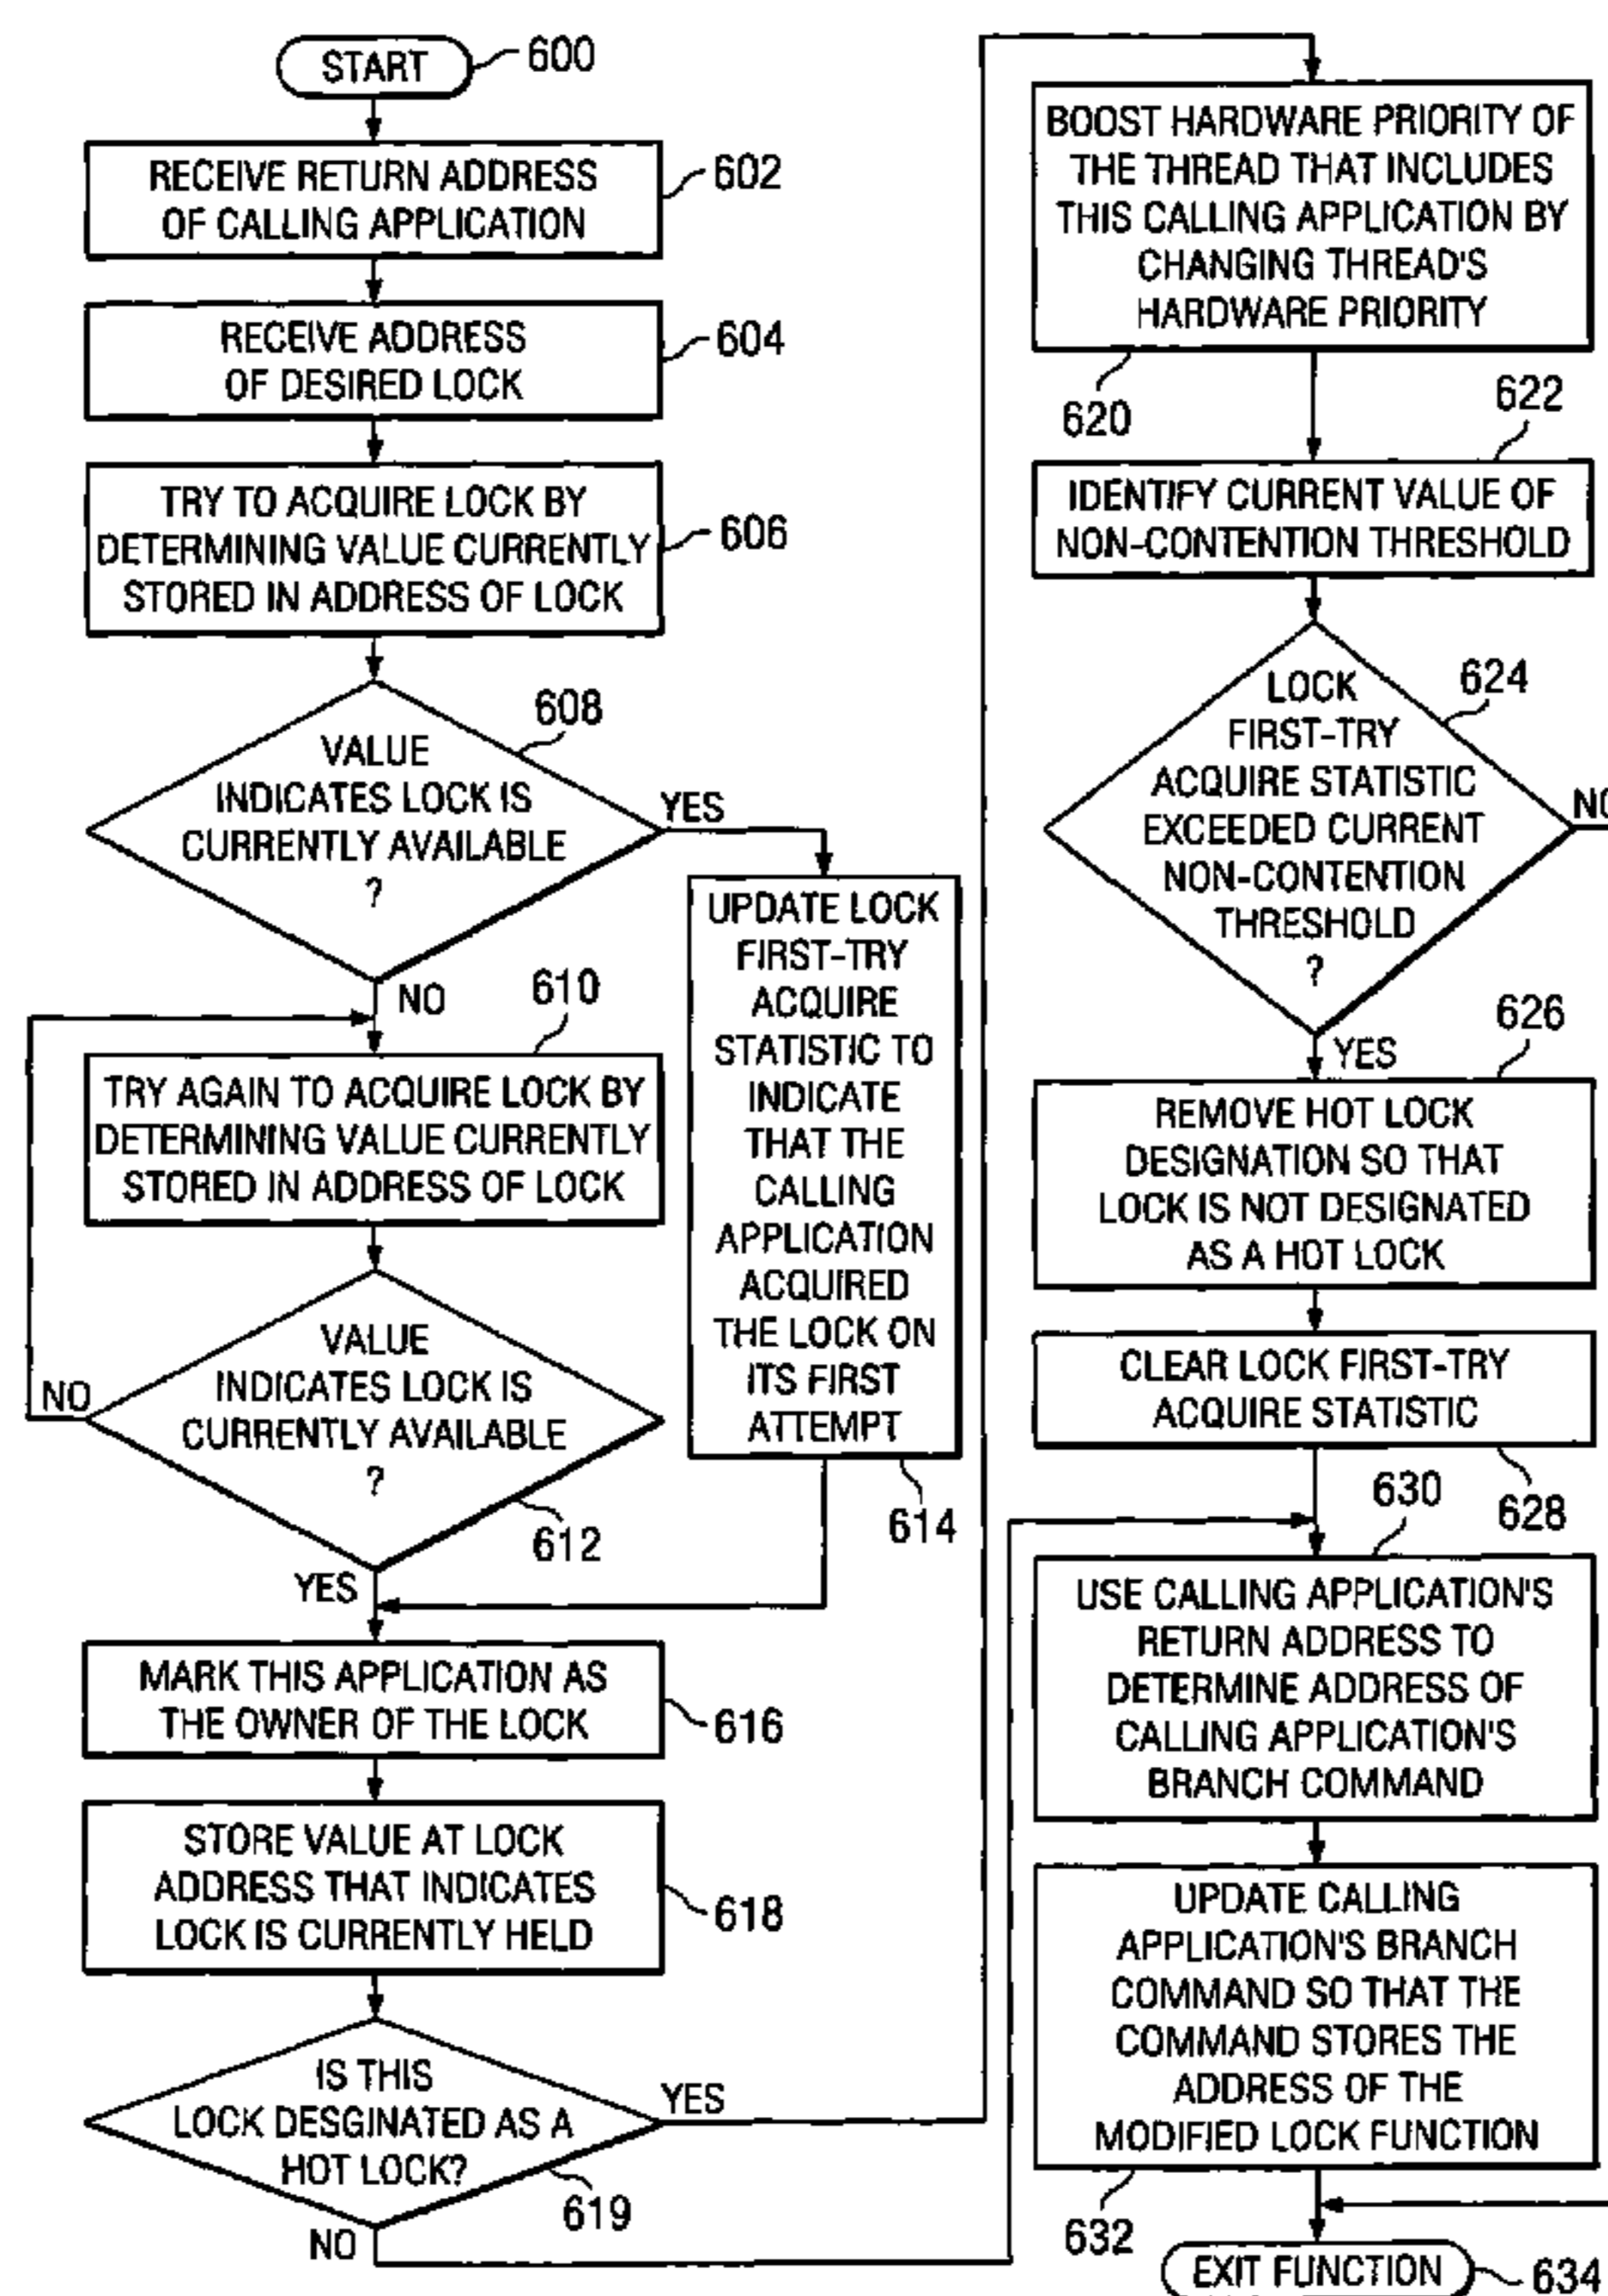 START
600
RECEIVE RETURN ADDRESS
OF CALLING APPLICATION
602
RECEIVE ADDRESS
OF DESIRED LOCK
604
TRY TO ACQUIRE LOCK BY
DETERMINING VALUE CURRENTLY
STORED IN ADDRESS OF LOCK
606
VALUE
INDICATES LOCK IS
CURRENTLY AVAILABLE
?
608
YES
NO
610
TRY AGAIN TO ACQUIRE LOCK BY
DETERMINING VALUE CURRENTLY
STORED IN ADDRESS OF LOCK
VALUE
INDICATES LOCK IS
CURRENTLY AVAILABLE
?
NO
612
YES
UPDATE LOCK
FIRST-TRY
ACQUIRE
STATISTIC TO
INDICATE
THAT THE
CALLING
APPLICATION
ACQUIRED
THE LOCK ON
ITS FIRST
ATTEMPT
614
MARK THIS APPLICATION AS
THE OWNER OF THE LOCK
616
STORE VALUE AT LOCK
ADDRESS THAT INDICATES
LOCK IS CURRENTLY HELD
618
IS THIS
LOCK DESGINATED AS A
HOT LOCK?
YES
619
NO
BOOST HARDWARE PRIORITY OF
THE THREAD THAT INCLUDES
THIS CALLING APPLICATION BY
CHANGING THREAD'S
HARDWARE PRIORITY
620
622
IDENTIFY CURRENT VALUE OF
NON-CONTENTION THRESHOLD
LOCK
FIRST-TRY
ACQUIRE STATISTIC
EXCEEDED CURRENT
NON-CONTENTION
THRESHOLD
?
624
NO
YES
626
REMOVE HOT LOCK
DESIGNATION SO THAT
LOCK IS NOT DESIGNATED
AS A HOT LOCK
CLEAR LOCK FIRST-TRY
ACQUIRE STATISTIC
628
630
USE CALLING APPLICATION'S
RETURN ADDRESS TO
DETERMINE ADDRESS OF
CALLING APPLICATION'S
BRANCH COMMAND
UPDATE CALLING
APPLICATION'S BRANCH
COMMAND SO THAT THE
COMMAND STORES THE
ADDRESS OF THE
MODIFIED LOCK FUNCTION
632
EXIT FUNCTION
634